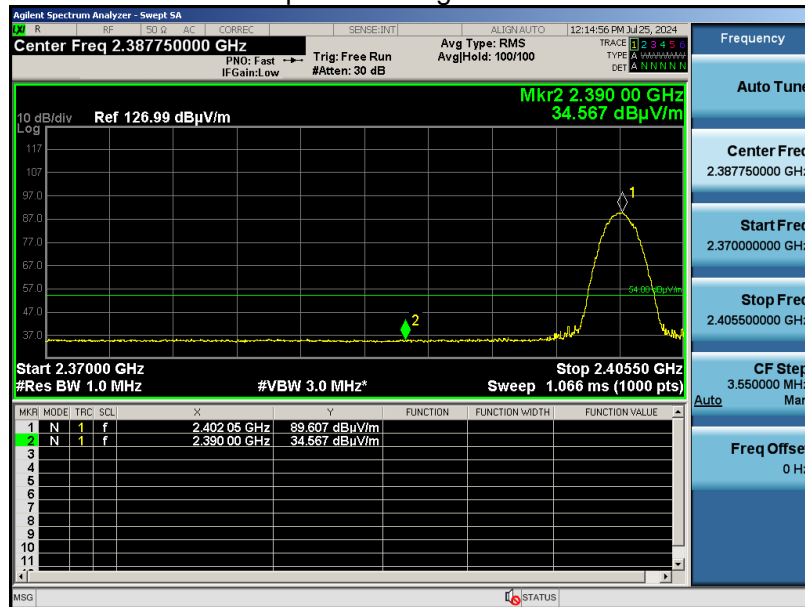 Agilent Spectrum Analyzer - Swept SA
LXI R RF 50 Ω AC CORREC SENSE:INT ALIGN AUTO 12:14:56 PM Jul 25, 2024
Center Freq 2.387750000 GHz
PNO: Fast
IFGain:Low
Trig: Free Run
#Atten: 30 dB
Avg Type: RMS
Avg|Hold: 100/100
TRACE 1 2 3 4 5 6
TYPE A WWWWW
DET A N N N N N
Mkr2 2.390 00 GHz
34.567 dBµV/m
10 dB/div Ref 126.99 dBµV/m
Log
117
107
97.0
87.0
77.0
67.0
57.0
47.0
37.0
1
54.00 dBµV/m
2
Start 2.37000 GHz Stop 2.40550 GHz
#Res BW 1.0 MHz #VBW 3.0 MHz* Sweep 1.066 ms (1000 pts)
MKR MODE TRC SCL X Y FUNCTION FUNCTION WIDTH FUNCTION VALUE
1 N 1 f 2.402 05 GHz 89.607 dBµV/m
2 N 1 f 2.390 00 GHz 34.567 dBµV/m
3
4
5
6
7
8
9
10
11
MSG STATUS
Frequency
Auto Tune
Center Freq
2.387750000 GHz
Start Freq
2.370000000 GHz
Stop Freq
2.405500000 GHz
CF Step
3.550000 MHz
Auto Man
Freq Offset
0 Hz